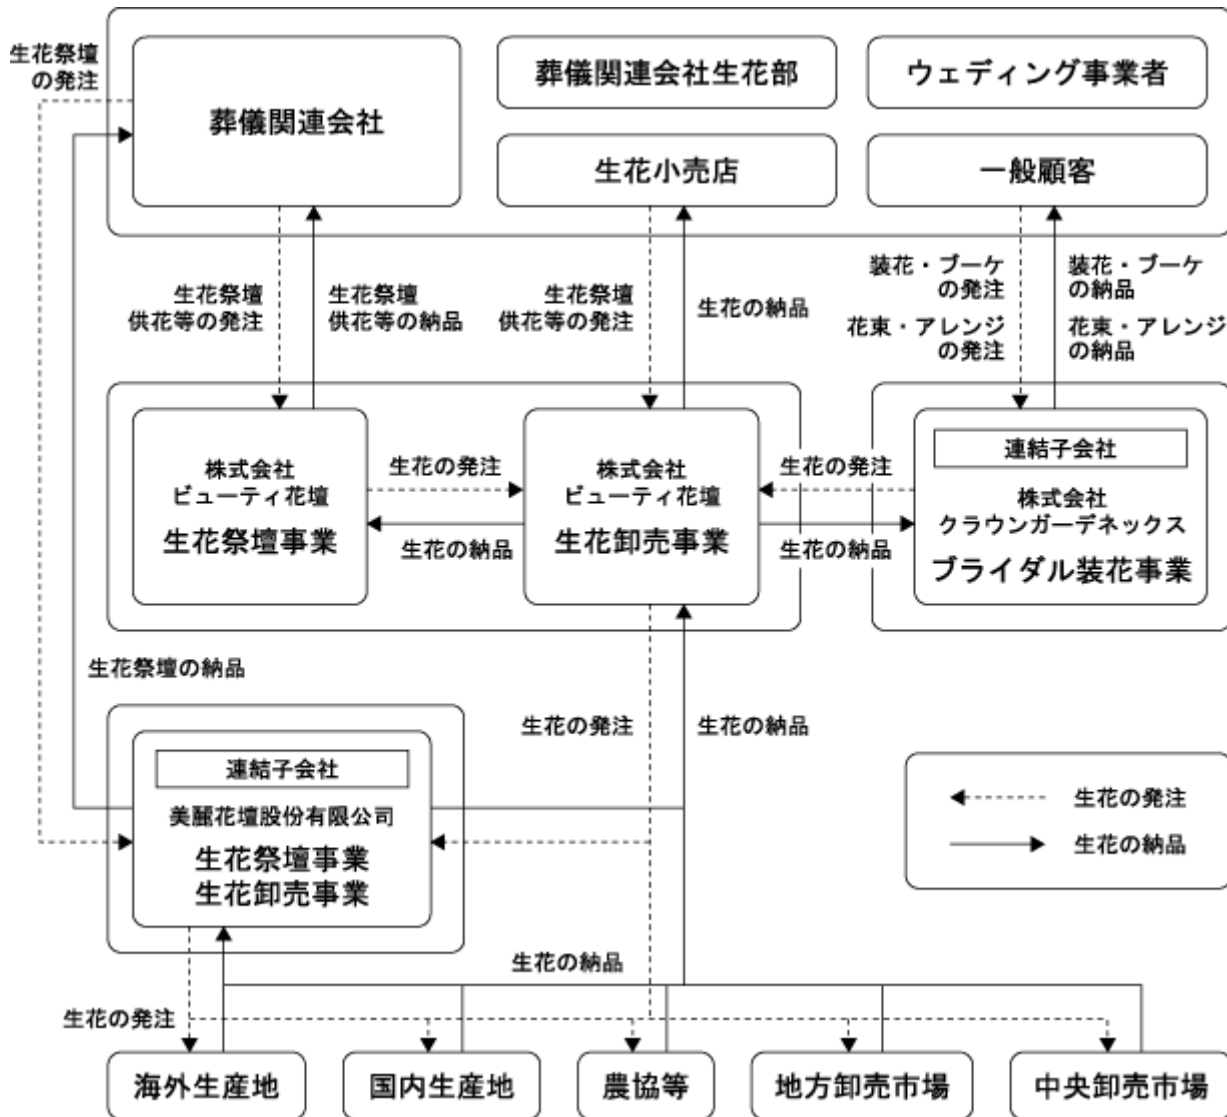 生花祭壇
の発注
葬儀関連会社
葬儀関連会社生花部
ウェディング事業者
生花小売店
一般顧客
生花祭壇
供花等の発注
生花祭壇
供花等の納品
生花祭壇
供花等の発注
生花の納品
装花・ブーケ
の発注
花束・アレンジ
の発注
装花・ブーケ
の納品
花束・アレンジ
の納品
株式会社
ビューティ花壇
生花祭壇事業
生花の発注
生花の納品
株式会社
ビューティ花壇
生花卸売事業
生花の発注
生花の納品
連結子会社
株式会社
クラウンガーデネックス
ブライダル装花事業
生花祭壇の納品
生花の発注
生花の納品
連結子会社
美麗花壇股份有限公司
生花祭壇事業
生花卸売事業
生花の発注
生花の納品
生花の納品
生花の発注
海外生産地
国内生産地
農協等
地方卸売市場
中央卸売市場